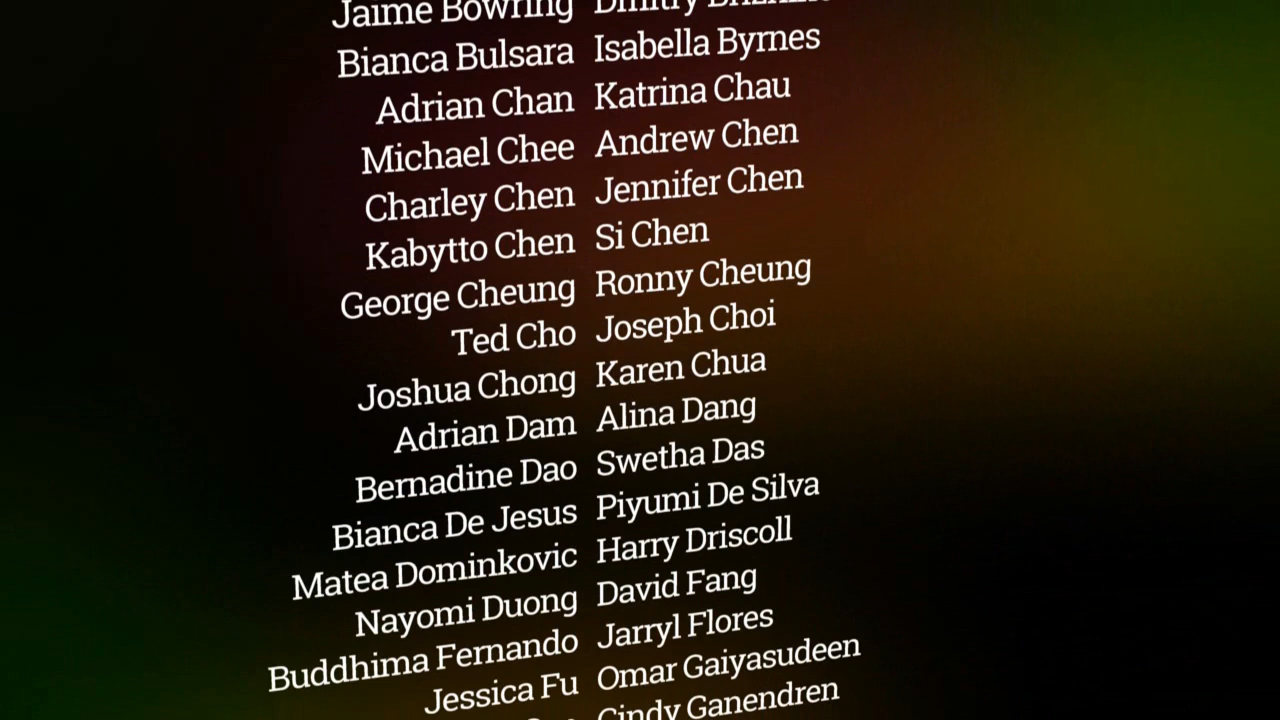 Jaime Bowring Dmitry
Bianca Bulsara Isabella Byrnes
Adrian Chan Katrina Chau
Michael Chee Andrew Chen
Charley Chen Jennifer Chen
Kabytto Chen Si Chen
George Cheung Ronny Cheung
Ted Cho Joseph Choi
Joshua Chong Karen Chua
Adrian Dam Alina Dang
Bernadine Dao Swetha Das
Bianca De Jesus Piyumi De Silva
Matea Dominkovic Harry Driscoll
Nayomi Duong David Fang
Buddhima Fernando Jarryl Flores
Jessica Fu Omar Gaiyasudeen
Cindy Ganendren